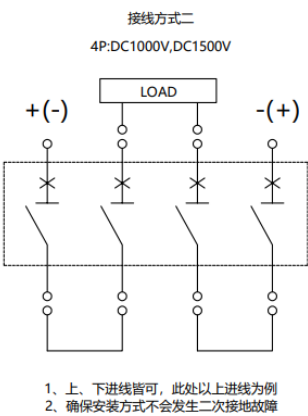 接线方式二
4P:DC1000V,DC1500V
LOAD
+(-)
-(+)
1、上、下进线皆可，此处以上进线为例
2、确保安装方式不会发生二次接地故障